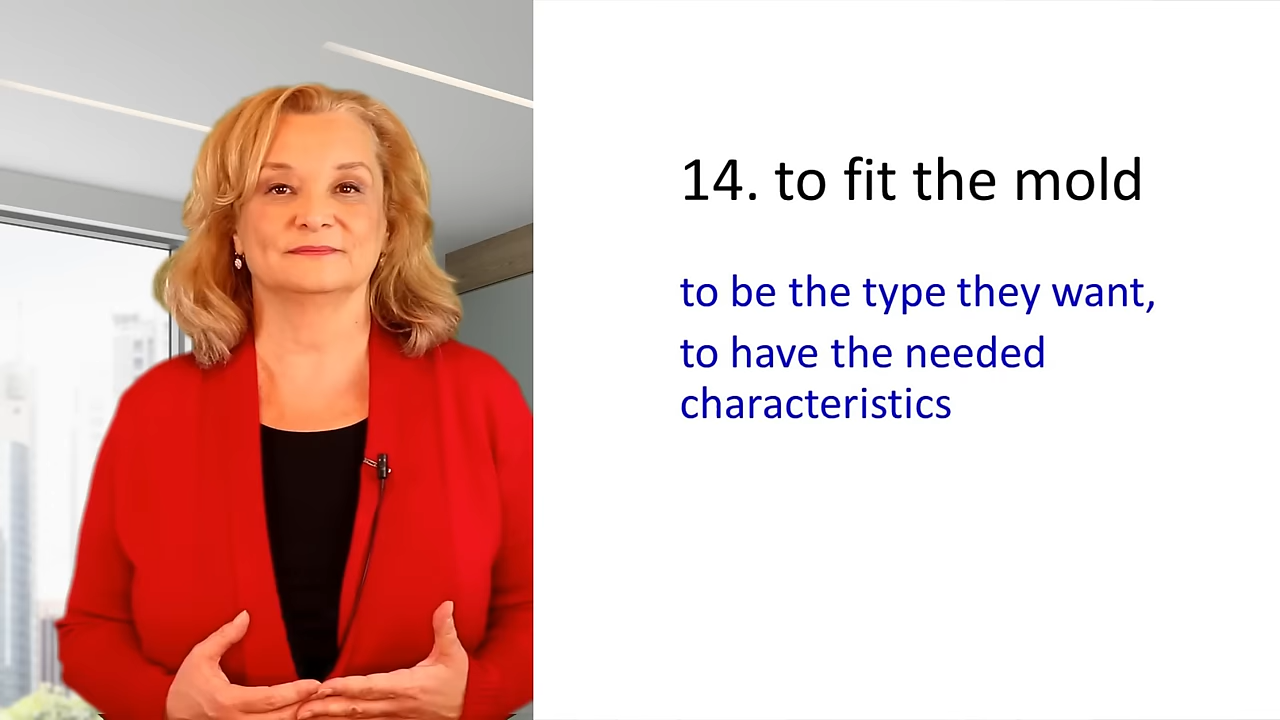 14. to fit the mold
to be the type they want,
to have the needed
characteristics